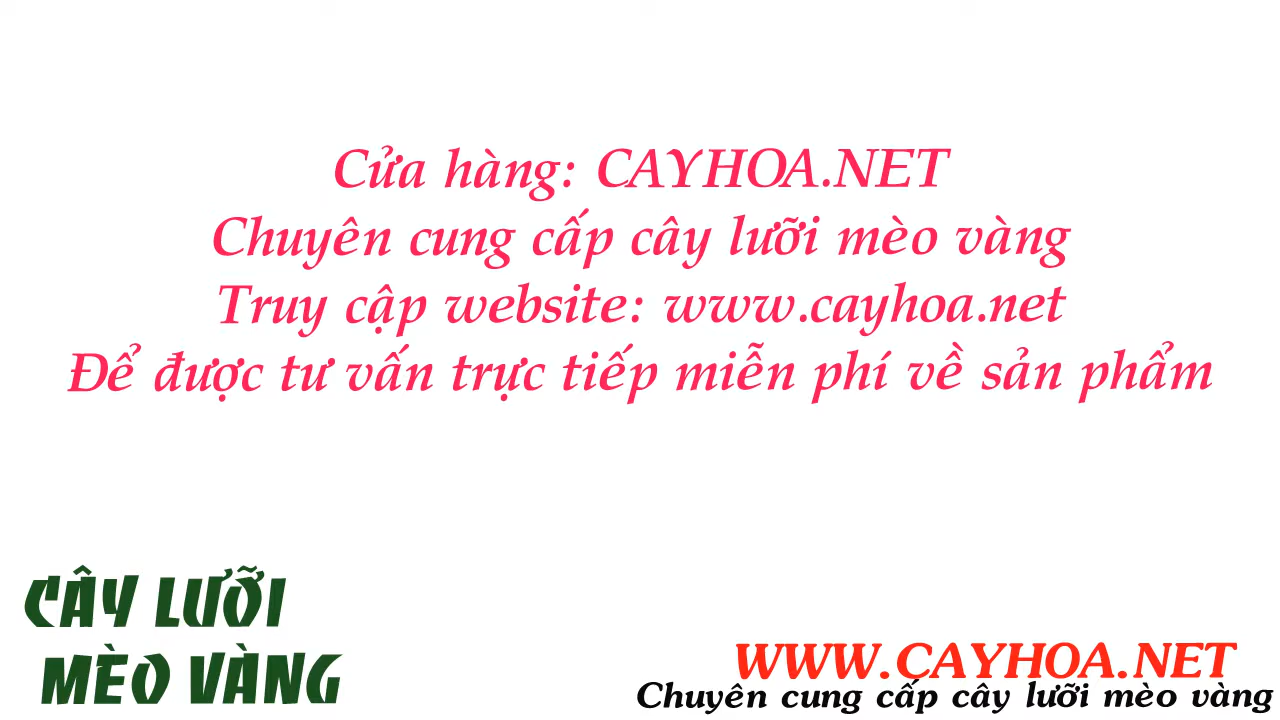 Cửa hàng: CAYHOA.NET
Chuyên cung cấp cây lưỡi mèo vàng
Truy cập website: www.cayhoa.net
Để được tư vấn trực tiếp miễn phí về sản phẩm
CÂY LƯỠI
MÈO VÀNG
WWW.CAYHOA.NET
Chuyên cung cấp cây lưỡi mèo vàng